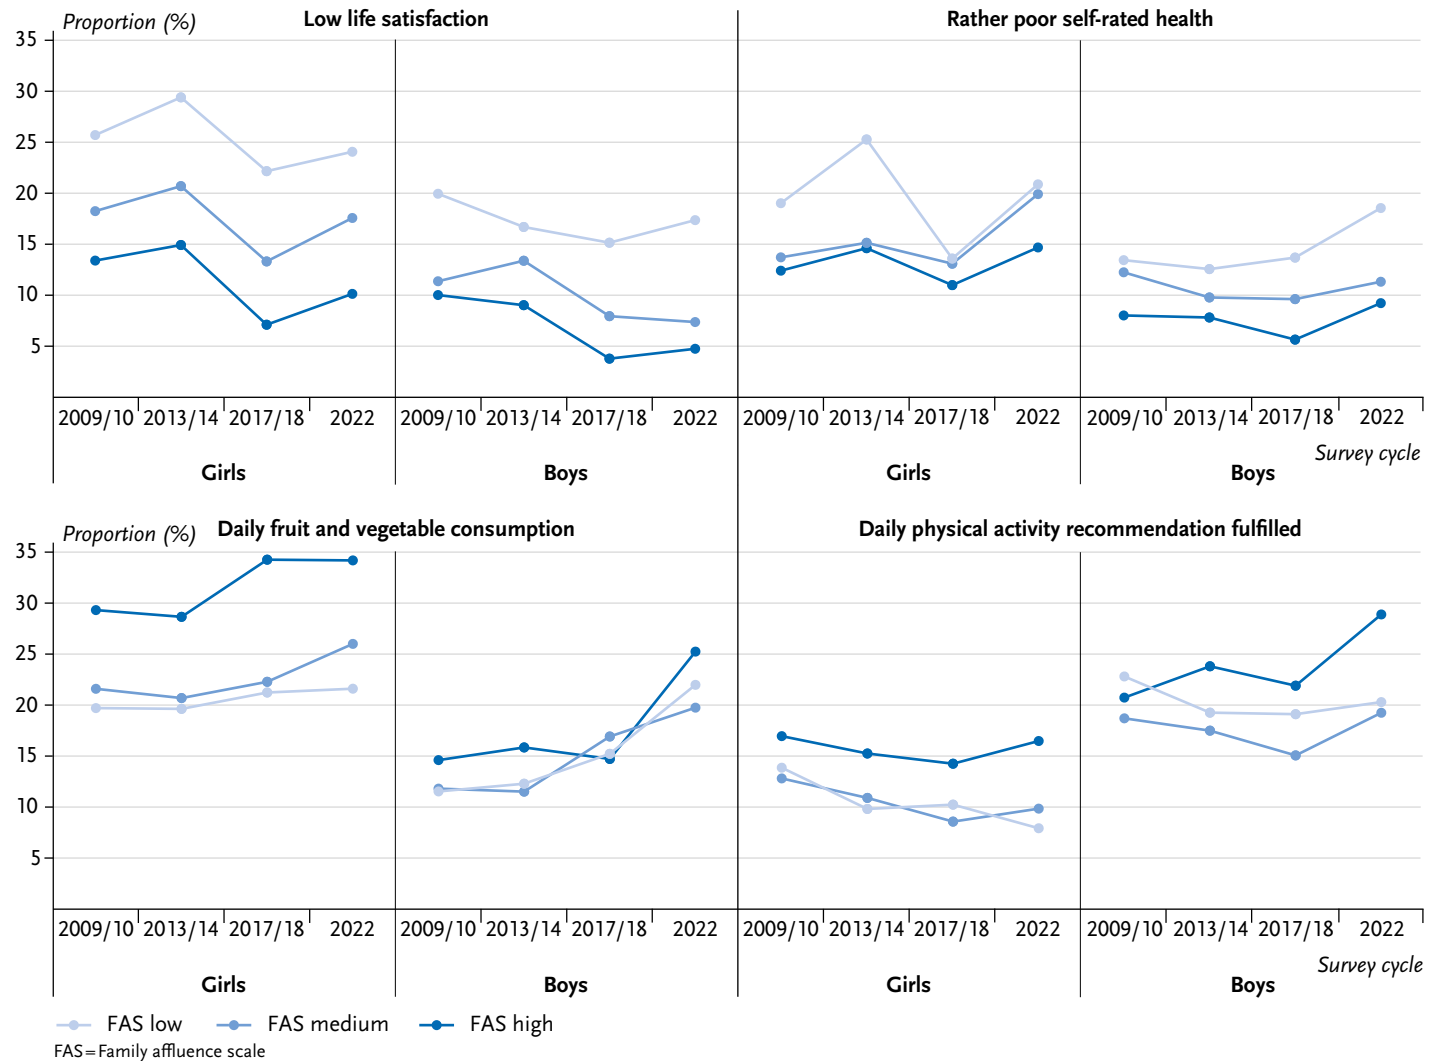 Low life satisfaction
Rather poor self-rated health
Proportion (%)
35
30
25
20
15
10
5
2009/10 2013/14 2017/18 2022 2009/10 2013/14 2017/18 2022 2009/10 2013/14 2017/18 2022 2009/10 2013/14 2017/18 2022
Survey cycle
Girls Boys Girls Boys
Daily fruit and vegetable consumption
Daily physical activity recommendation fulfilled
Proportion (%)
35
30
25
20
15
10
5
2009/10 2013/14 2017/18 2022 2009/10 2013/14 2017/18 2022 2009/10 2013/14 2017/18 2022 2009/10 2013/14 2017/18 2022
Survey cycle
Girls Boys Girls Boys
FAS low FAS medium FAS high
FAS=Family affluence scale